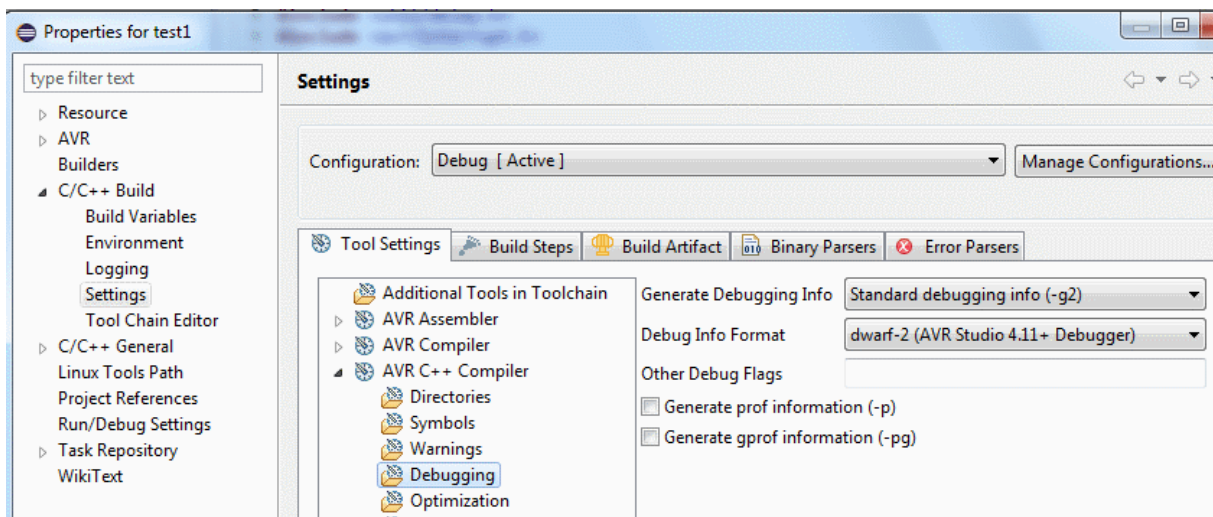 Properties for test1
type filter text
Resource
AVR
Builders
C/C++ Build
Build Variables
Environment
Logging
Settings
Tool Chain Editor
C/C++ General
Linux Tools Path
Project References
Run/Debug Settings
Task Repository
WikiText
Settings
Configuration: Debug [ Active ] Manage Configurations...
Tool Settings Build Steps Build Artifact Binary Parsers Error Parsers
Additional Tools in Toolchain
AVR Assembler
AVR Compiler
AVR C++ Compiler
Directories
Symbols
Warnings
Debugging
Optimization
Generate Debugging Info Standard debugging info (-g2)
Debug Info Format dwarf-2 (AVR Studio 4.11+ Debugger)
Other Debug Flags
Generate prof information (-p)
Generate gprof information (-pg)